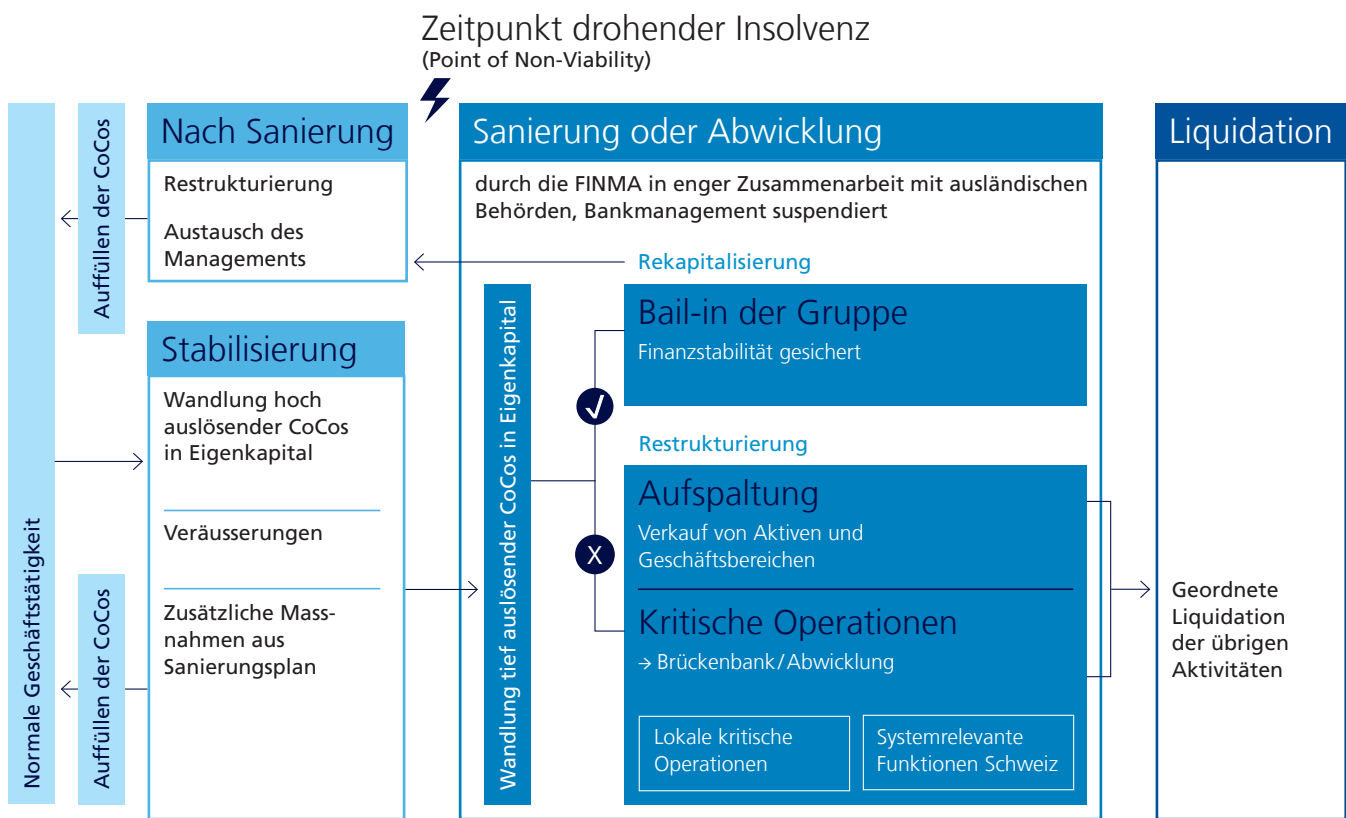 Zeitpunkt drohender Insolvenz
(Point of Non-Viability)
Normale Geschäftstätigkeit
Auffüllen der CoCos
Nach Sanierung
Restrukturierung
Austausch des
Managements
Auffüllen der CoCos
Stabilisierung
Wandlung hoch
auslösender CoCos
in Eigenkapital
Veräusserungen
Zusätzliche Mass-
nahmen aus
Sanierungsplan
Sanierung oder Abwicklung
durch die FINMA in enger Zusammenarbeit mit ausländischen
Behörden, Bankmanagement suspendiert
Wandlung tief auslösender CoCos in Eigenkapital
Rekapitalisierung
√
Bail-in der Gruppe
Finanzstabilität gesichert
Restrukturierung
X
Aufspaltung
Verkauf von Aktiven und
Geschäftsbereichen
Kritische Operationen
→ Brückenbank/Abwicklung
Lokale kritische
Operationen
Systemrelevante
Funktionen Schweiz
Liquidation
Geordnete
Liquidation
der übrigen
Aktivitäten